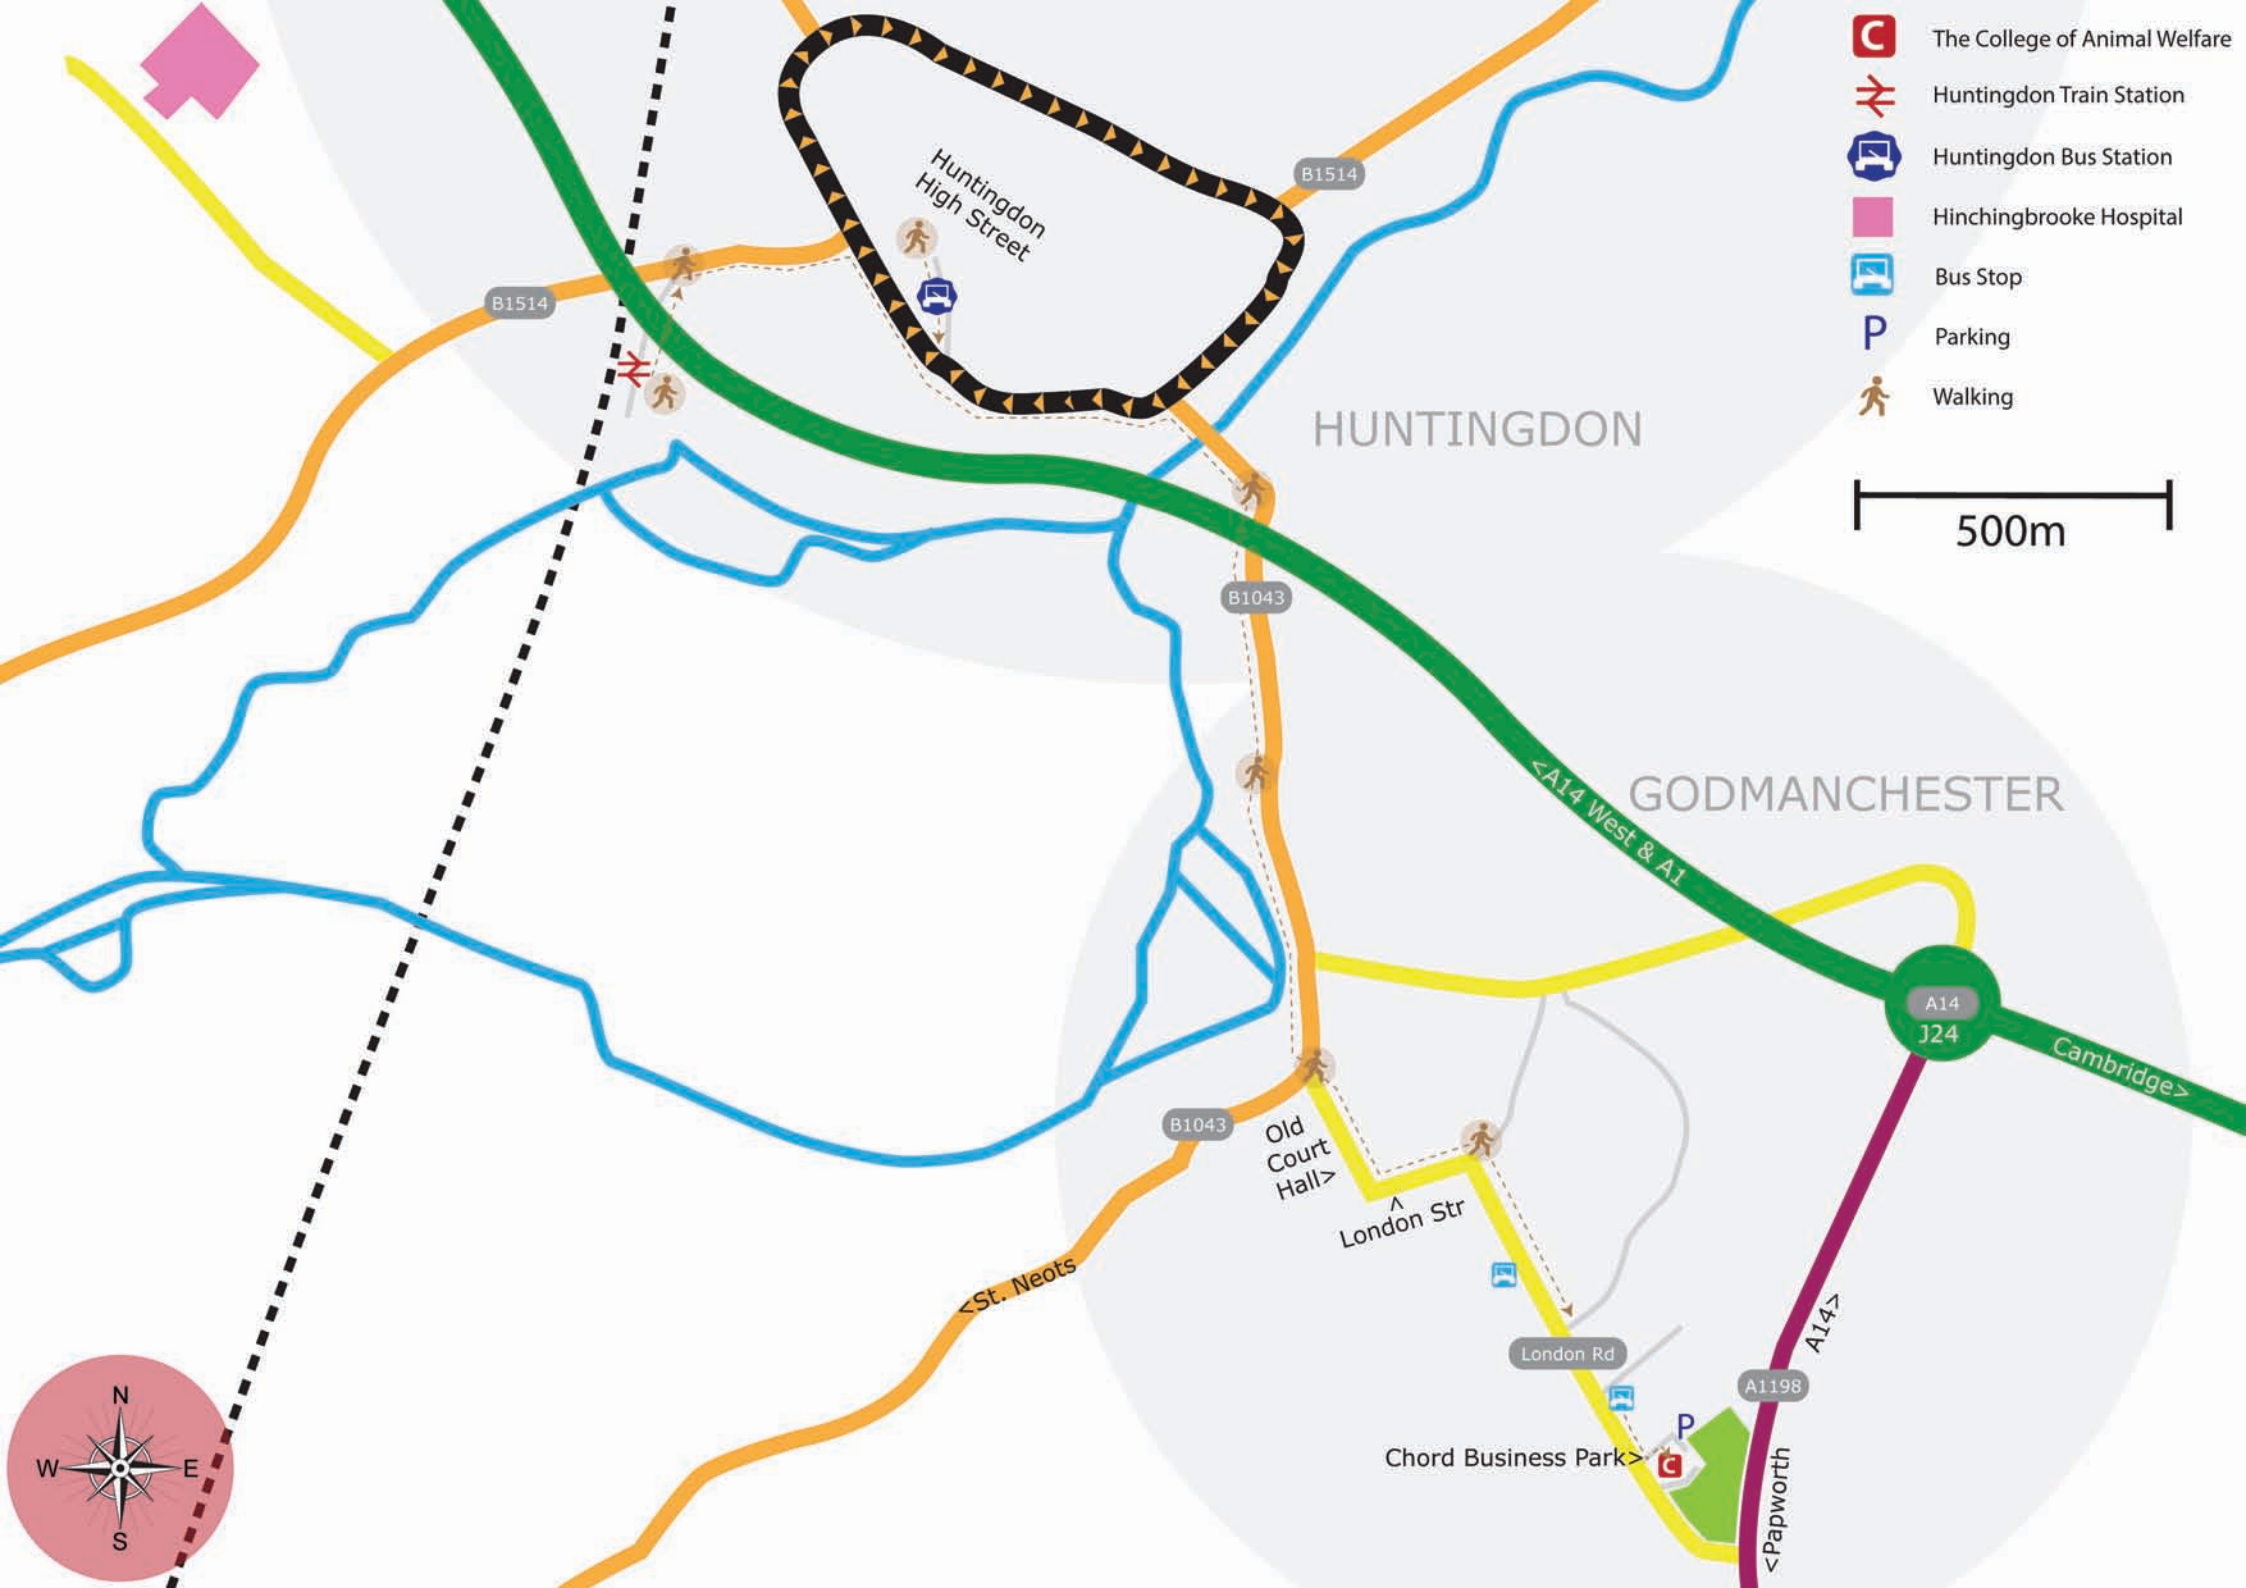 The College of Animal Welfare
Huntingdon Train Station
Huntingdon Bus Station
Hinchingbrooke Hospital
Bus Stop
P
Parking
Walking
500m
Huntingdon
High Street
B1514
B1514
HUNTINGDON
B1043
GODMANCHESTER
<A14 West & A1
A14
J24
Cambridge>
B1043
Old
Court
Hall>
^
London Str
<St. Neots
A14>
London Rd
A1198
P
Chord Business Park>
C
<Papworth
N
W
E
S
C